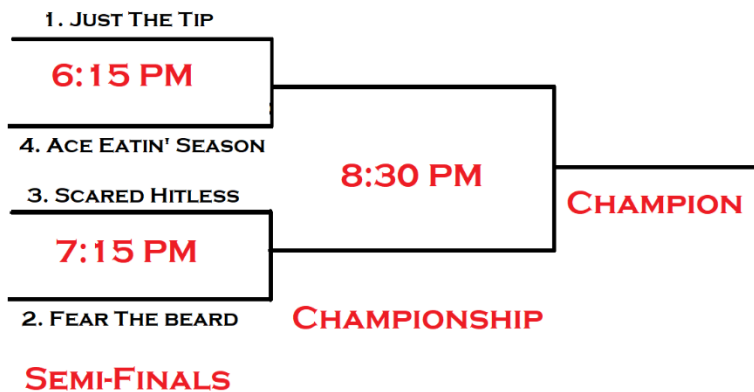 1. Just The Tip
6:15 PM
4. Ace Eatin' Season
3. Scared Hitless
7:15 PM
2. Fear The beard
Semi-Finals
8:30 PM
Championship
Champion